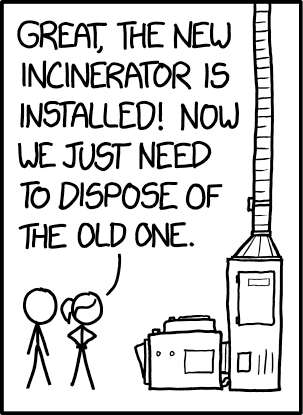 GREAT, THE NEW
INCINERATOR IS
INSTALLED! NOW
WE JUST NEED
TO DISPOSE OF
THE OLD ONE.